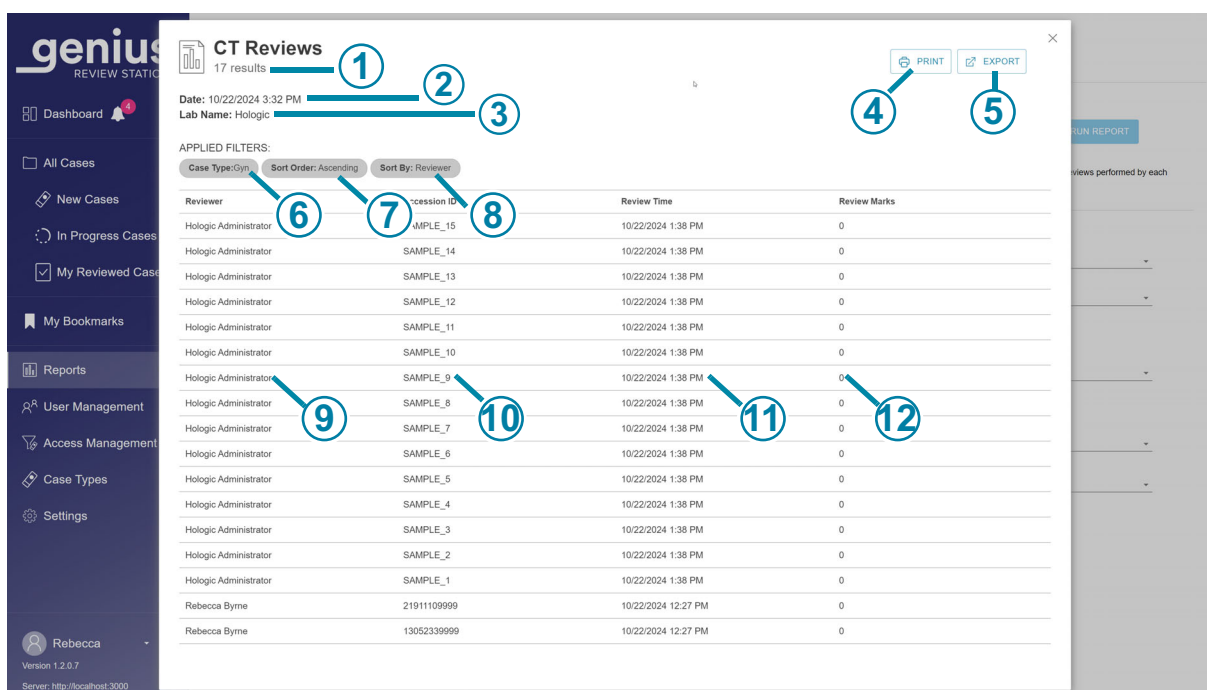 genius
REVIEW STATIO
Dashboard 4
All Cases
New Cases
In Progress Cases
My Reviewed Case
My Bookmarks
Reports
User Management
Access Management
Case Types
Settings
Rebecca
Version 1.2.0.7
Server: http://localhost:3000
CT Reviews
17 results
1
PRINT
EXPORT
4
5
Date: 10/22/2024 3:32 PM
2
Lab Name: Hologic
3
APPLIED FILTERS:
Case Type:Gyn Sort Order: Ascending Sort By: Reviewer
6
7
8
Reviewer ccession ID Review Time Review Marks
Hologic Administrator AMPLE_15 10/22/2024 1:38 PM 0
Hologic Administrator SAMPLE_14 10/22/2024 1:38 PM 0
Hologic Administrator SAMPLE_13 10/22/2024 1:38 PM 0
Hologic Administrator SAMPLE_12 10/22/2024 1:38 PM 0
Hologic Administrator SAMPLE_11 10/22/2024 1:38 PM 0
Hologic Administrator SAMPLE_10 10/22/2024 1:38 PM 0
Hologic Administrator SAMPLE_9 10/22/2024 1:38 PM 0
9
10
11
12
Hologic Administrator SAMPLE_8 10/22/2024 1:38 PM 0
Hologic Administrator SAMPLE_7 10/22/2024 1:38 PM 0
Hologic Administrator SAMPLE_6 10/22/2024 1:38 PM 0
Hologic Administrator SAMPLE_5 10/22/2024 1:38 PM 0
Hologic Administrator SAMPLE_4 10/22/2024 1:38 PM 0
Hologic Administrator SAMPLE_3 10/22/2024 1:38 PM 0
Hologic Administrator SAMPLE_2 10/22/2024 1:38 PM 0
Hologic Administrator SAMPLE_1 10/22/2024 1:38 PM 0
Rebecca Byrne 21911109999 10/22/2024 12:27 PM 0
Rebecca Byrne 13052339999 10/22/2024 12:27 PM 0
RUN REPORT
views performed by each